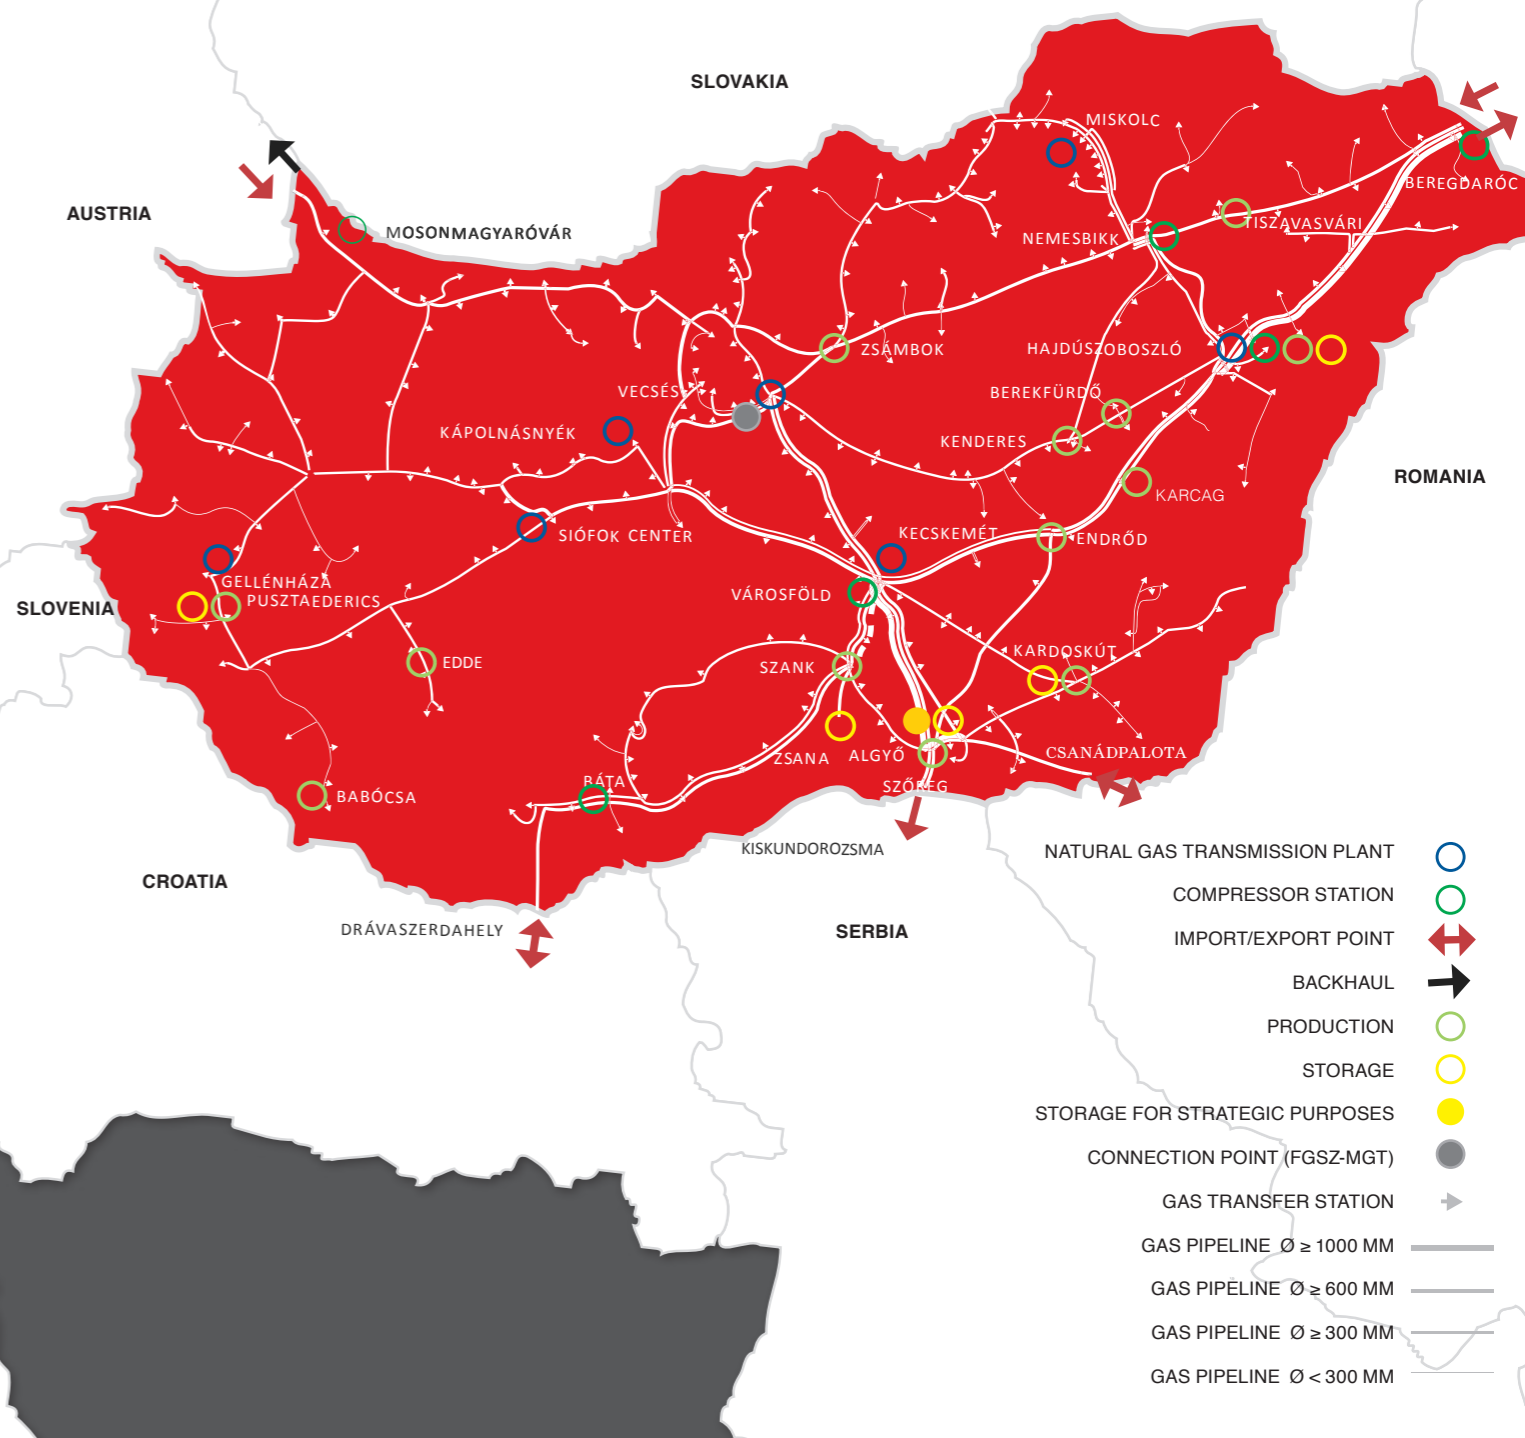 SLOVAKIA
MISKOLC
BEREGDARÓC
AUSTRIA
MOSONMAGYARÓVÁR
TISZAVASVÁRI
NEMESBIKK
ZSÁMBOK
HAJDÚSZOBOSZLÓ
VECSÉS
BEREKFÜRDŐ
KÁPOLNÁSNYÉK
KENDERES
ROMANIA
KARCAG
SIÓFOK CENTER
KECSKEMÉT
ENDRŐD
GELLÉNHÁZA
PUSZTAEDERICS
SLOVENIA
VÁROSFÖLD
KARDOSKÚT
EDDE
SZANK
CSANÁDPALOTA
ZSANA
ALGYŐ
BÁTA
SZŐREG
BABÓCSA
KISKUNDOROZSMA
CROATIA
DRÁVASZERDAHELY
SERBIA
NATURAL GAS TRANSMISSION PLANT
COMPRESSOR STATION
IMPORT/EXPORT POINT
BACKHAUL
PRODUCTION
STORAGE
STORAGE FOR STRATEGIC PURPOSES
CONNECTION POINT (FGSZ-MGT)
GAS TRANSFER STATION
GAS PIPELINE Ø ≥ 1000 MM
GAS PIPELINE Ø ≥ 600 MM
GAS PIPELINE Ø ≥ 300 MM
GAS PIPELINE Ø < 300 MM